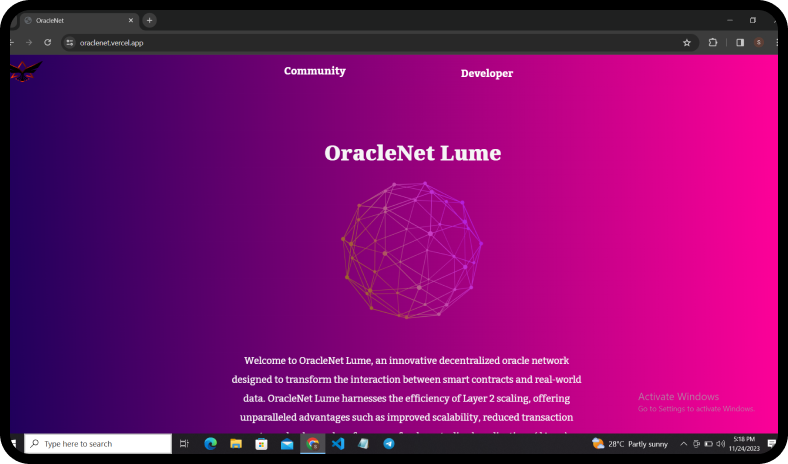 OracleNet
oraclenet.vercel.app
S
Community
Developer
OracleNet Lume
Welcome to OracleNet Lume, an innovative decentralized oracle network
designed to transform the interaction between smart contracts and real-world
data. OracleNet Lume harnesses the efficiency of Layer 2 scaling, offering
unparalleled advantages such as improved scalability, reduced transaction
Activate Windows
Go to Settings to activate Windows.
Type here to search
28°C Partly sunny
5:18 PM
11/24/2023